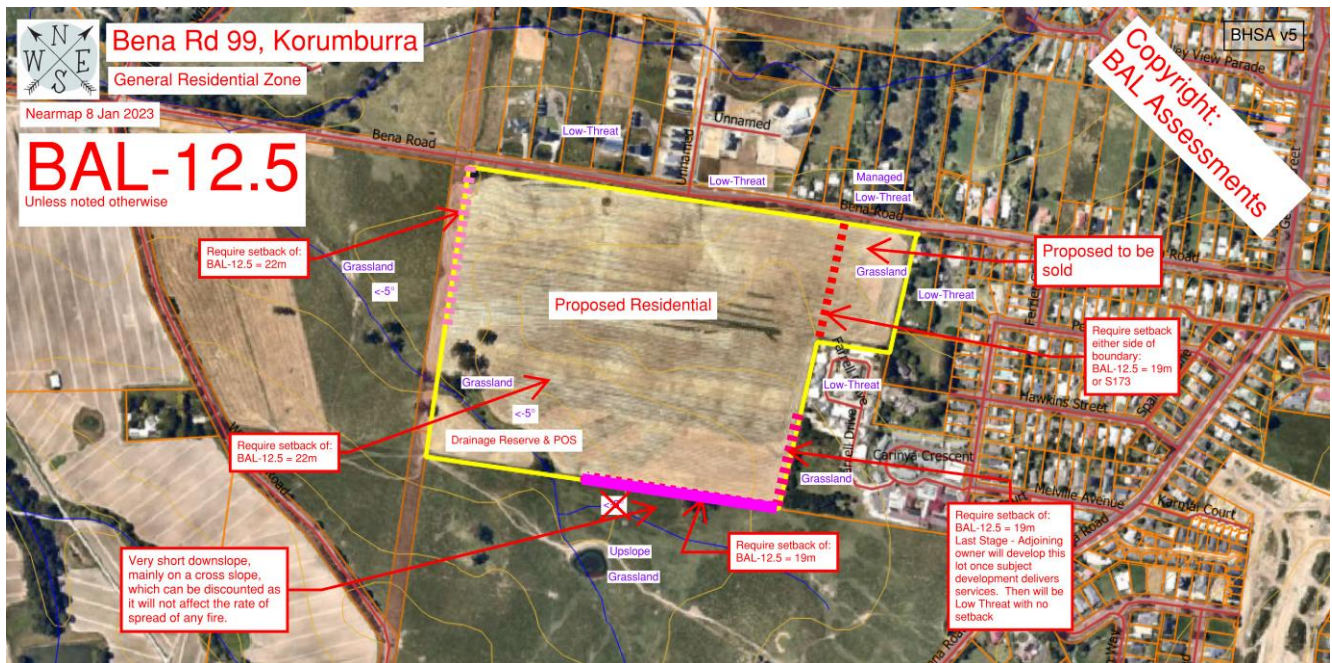 N
W E
S
Bena Rd 99, Korumburra
General Residential Zone
Nearmap 8 Jan 2023
BAL-12.5
Unless noted otherwise
BHSA v5
Copyright:
BAL Assessments
ley View Parade
Bena Road
Low-Threat
Unnamed
Unnamed
Low-Threat
Managed
Low-Threat
Bena Road
Road
Require setback of:
BAL-12.5 = 22m
Grassland
<-5°
Proposed Residential
Grassland
Proposed to be
sold
Low-Threat
Require setback
either side of
boundary:
BAL-12.5 = 19m
or S173
Low-Threat
Hawkins Street
Grassland
<-5°
Drainage Reserve & POS
Require setback of:
BAL-12.5 = 22m
Carinya Crescent
Grassland
Melville Avenue
Karmai Court
Very short downslope,
mainly on a cross slope,
which can be discounted as
it will not affect the rate of
spread of any fire.
Upslope
Grassland
Require setback of:
BAL-12.5 = 19m
Require setback of:
BAL-12.5 = 19m
Last Stage - Adjoining
owner will develop this
lot once subject
development delivers
services. Then will be
Low Threat with no
setback
Way